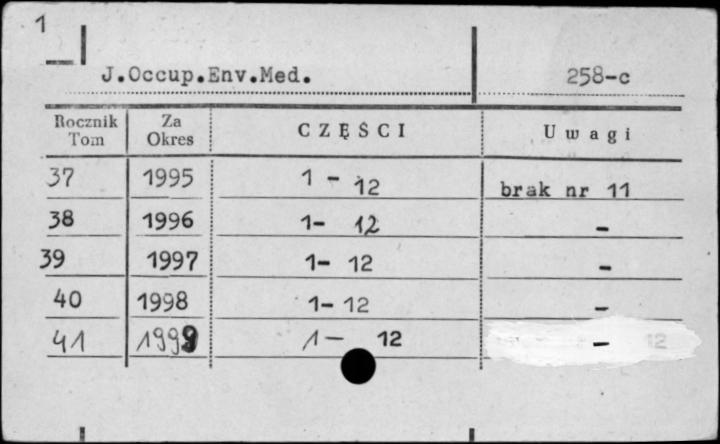 1
J.Occup.Env.Med. 258-c
Rocznik Tom Za Okres CZĘŚCI Uwagi
37 1995 1 - 12 brak nr 11
38 1996 1- 12 -
39 1997 1- 12 -
40 1998 1- 12 -
41 1999 1- 12 - 12